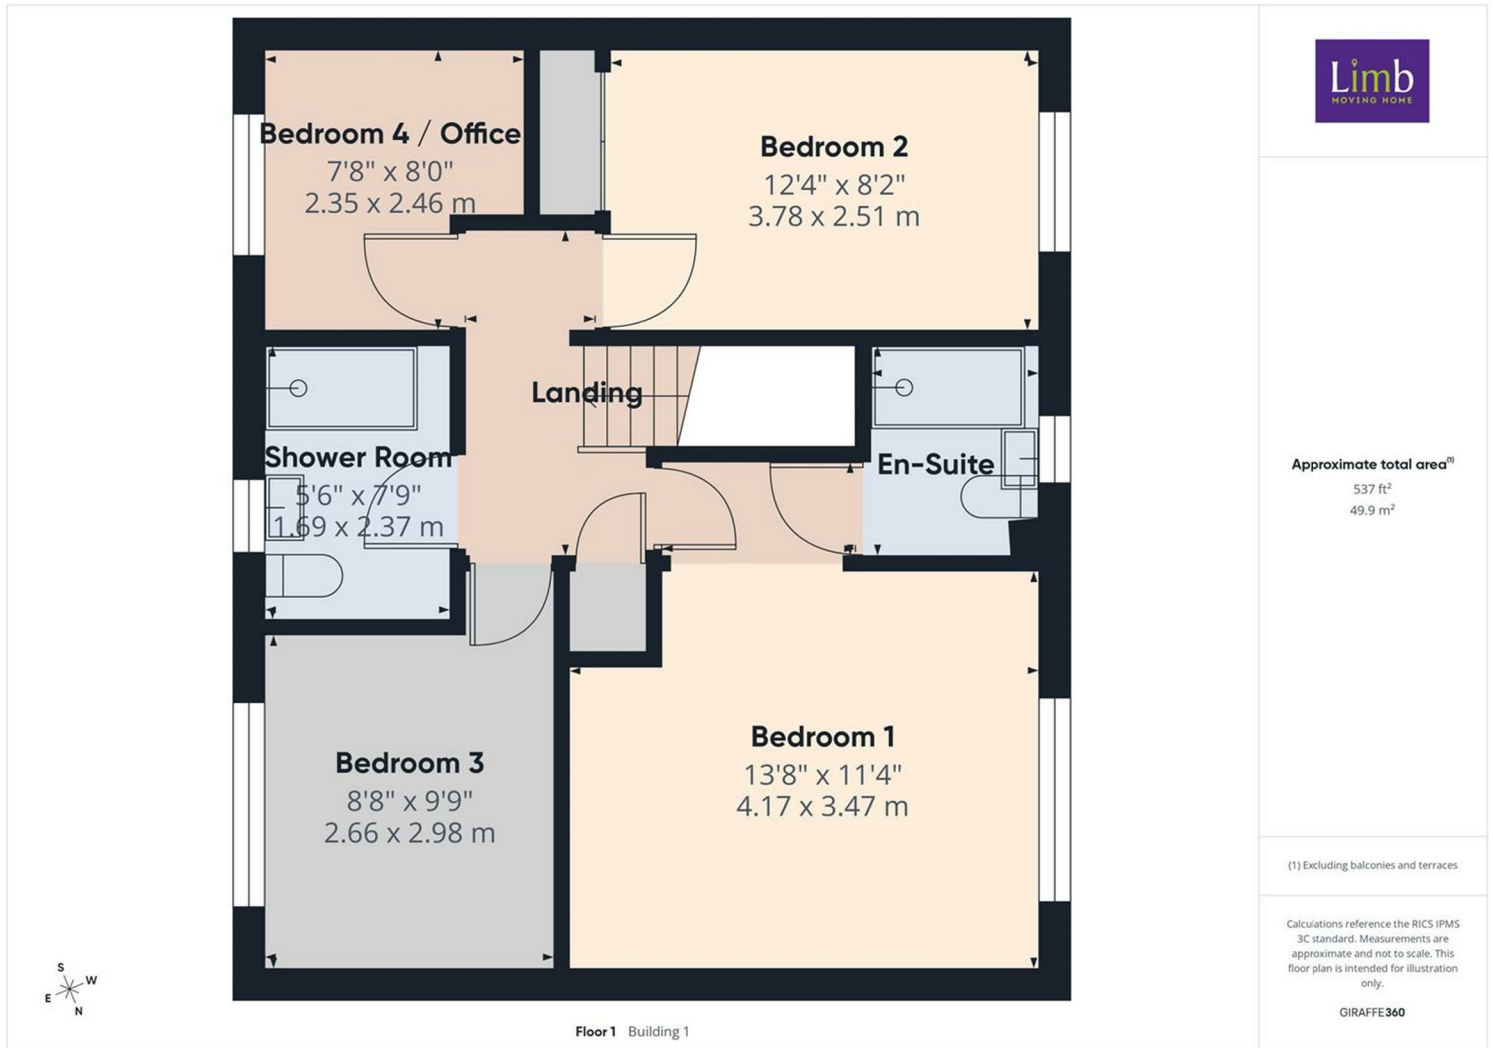 Bedroom 4 / Office
7'8" x 8'0"
2.35 x 2.46 m
Bedroom 2
12'4" x 8'2"
3.78 x 2.51 m
Landing
Shower Room
5'6" x 7'9"
1.69 x 2.37 m
En-Suite
Bedroom 3
8'8" x 9'9"
2.66 x 2.98 m
Bedroom 1
13'8" x 11'4"
4.17 x 3.47 m
S
W
E
N
Floor 1 Building 1
Limb
MOVING HOME
Approximate total area(1)
537 ft²
49.9 m²
(1) Excluding balconies and terraces
Calculations reference the RICS IPMS
3C standard. Measurements are
approximate and not to scale. This
floor plan is intended for illustration
only.
GIRAFFE360